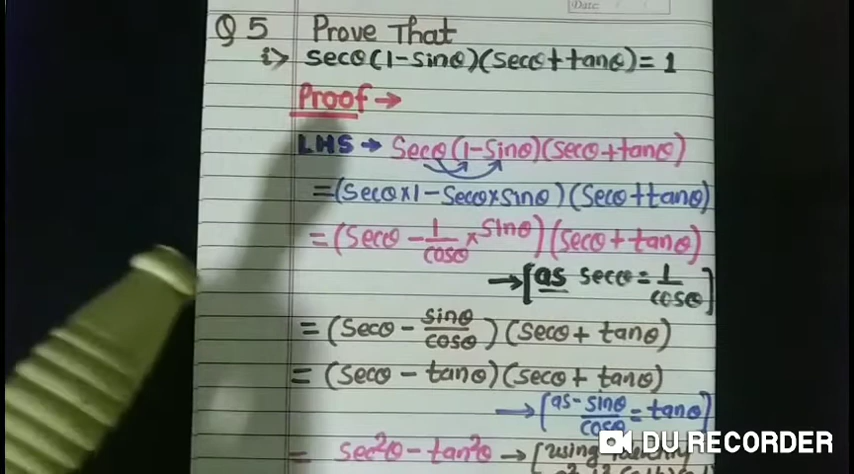 Date
Q 5 Prove That
i> secθ(1-sinθ)(secθ+tanθ)= 1
Proof →
LHS → Secθ(1-Sinθ)(secθ+tanθ)
=(Secθ×1-Secθ×sinθ)(Secθ+tanθ)
=(secθ-1/cosθ×sinθ)(secθ+tanθ)
→[as secθ=1/cosθ]
=(secθ-sinθ/cosθ)(secθ+tanθ)
=(secθ-tanθ)(secθ+tanθ)
→[as-sinθ/cosθ=tanθ]
= sec²θ-tan²θ →[using
DU RECORDER